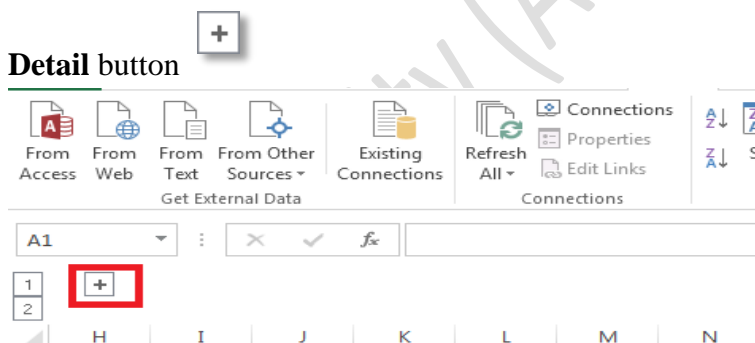 +
Detail button
ity (A
From Access
From Web
From Text
From Other Sources
Existing Connections
Refresh All
Connections
Properties
Edit Links
A
Z
Z
A
Z
A
S
Get External Data
Connections
A1
fx
1
+
2
H I J K L M N